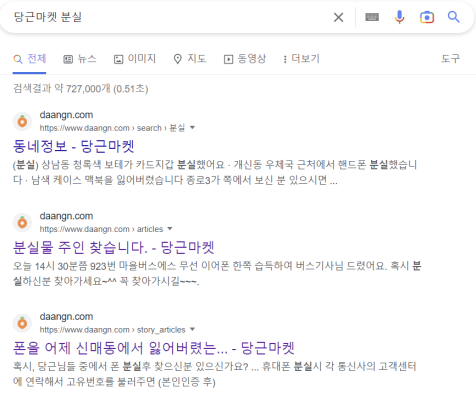 당근마켓 분실
전체 뉴스 이미지 지도 동영상 더보기 도구
검색결과 약 727,000개 (0.51초)
daangn.com
https://www.daangn.com › search › 분실
동네정보 - 당근마켓
(분실) 상남동 청록색 보테가 카드지갑 분실했어요 · 개신동 우체국 근처에서 핸드폰 분실했습니
다 · 남색 케이스 맥북을 잃어버렸습니다 종로3가 쪽에서 보신 분 있으시면 ...
daangn.com
https://www.daangn.com › articles
분실물 주인 찾습니다. - 당근마켓
오늘 14시 30분쯤 923번 마을버스에스 무선 이어폰 한쪽 습득하여 버스기사님 드렸어요. 혹시 분
실하신분 찾아가세요~^^ 꼭 찾아가시길~~~.
daangn.com
https://www.daangn.com › story_articles
폰을 어제 신매동에서 잃어버렸는... - 당근마켓
혹시, 당근님들 중에서 폰 분실후 찾으신분 있으신가요? ... 휴대폰 분실시 각 통신사의 고객센터
에 연락해서 고유번호를 불러주면 (본인인증 후)